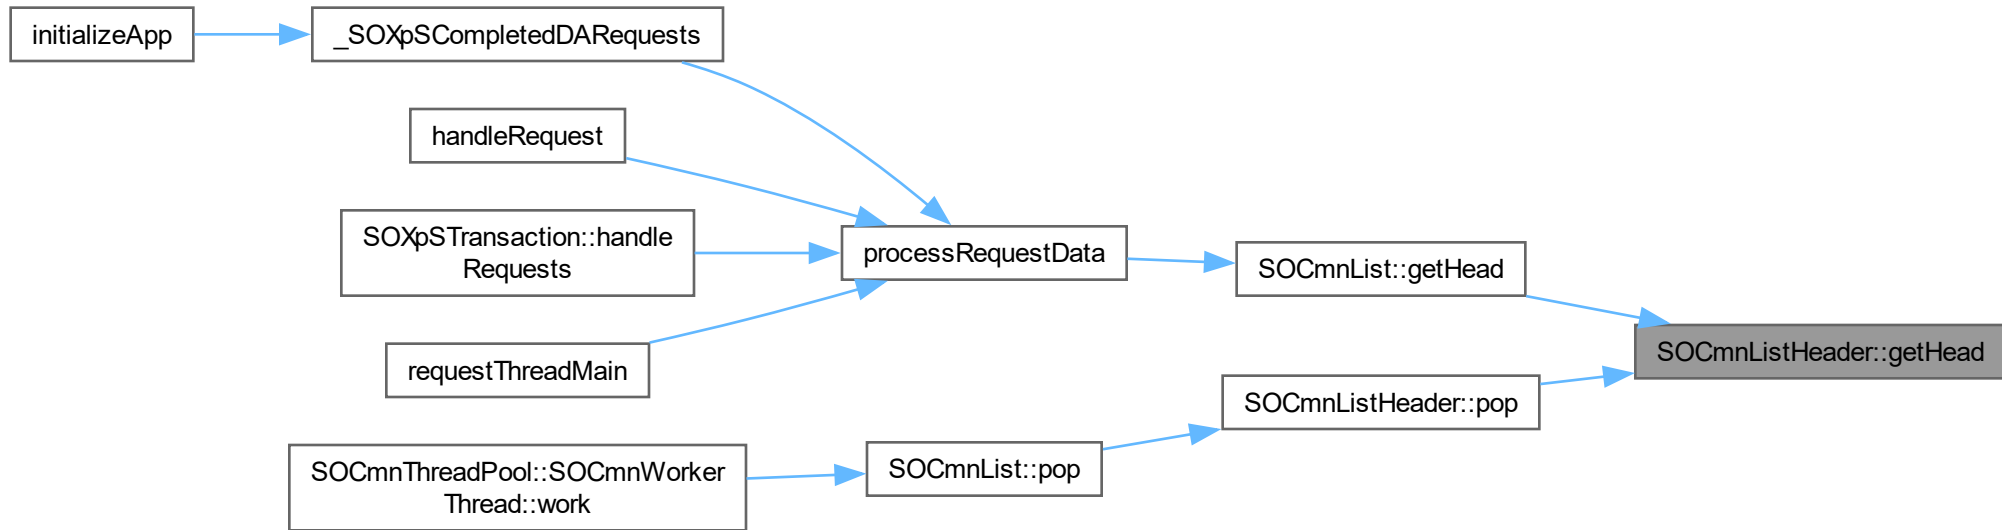 initializeApp
_SOXpSCompletedDARequests
handleRequest
SOXpSTransaction::handle
Requests
processRequestData
SOCmnList::getHead
SOCmnListHeader::getHead
requestThreadMain
SOCmnListHeader::pop
SOCmnThreadPool::SOCmnWorker
Thread::work
SOCmnList::pop